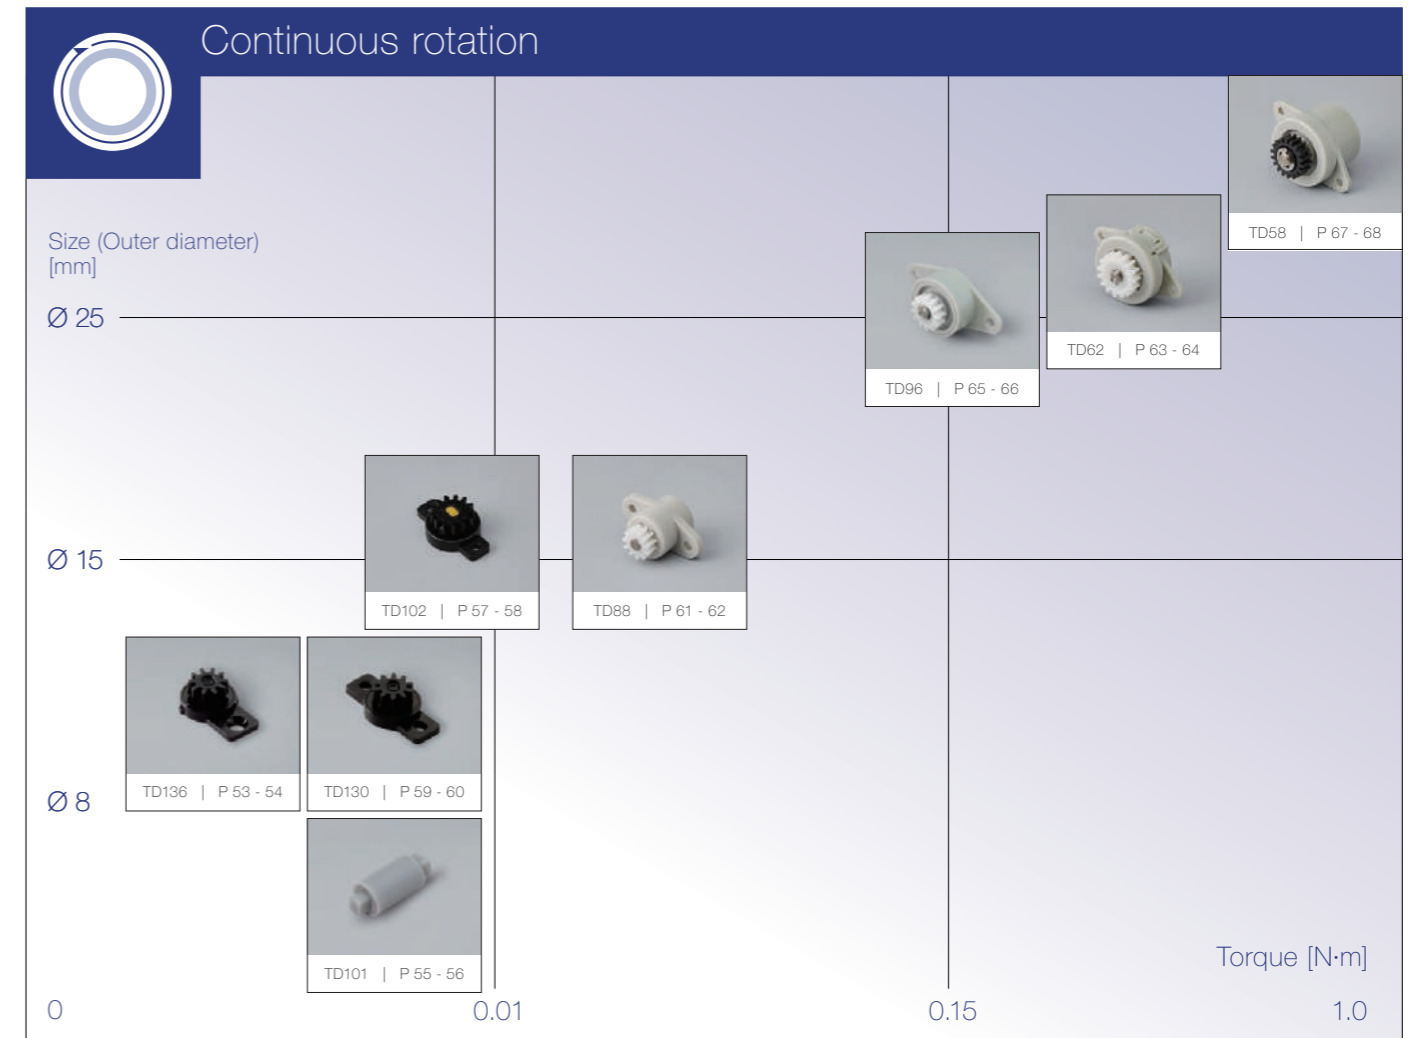 Continuous rotation
Size (Outer diameter)
[mm]
TD58 | P 67 - 68
Ø 25
TD62 | P 63 - 64
TD96 | P 65 - 66
Ø 15
TD102 | P 57 - 58
TD88 | P 61 - 62
Ø 8
TD136 | P 53 - 54
TD130 | P 59 - 60
TD101 | P 55 - 56
Torque [N·m]
0
0.01
0.15
1.0